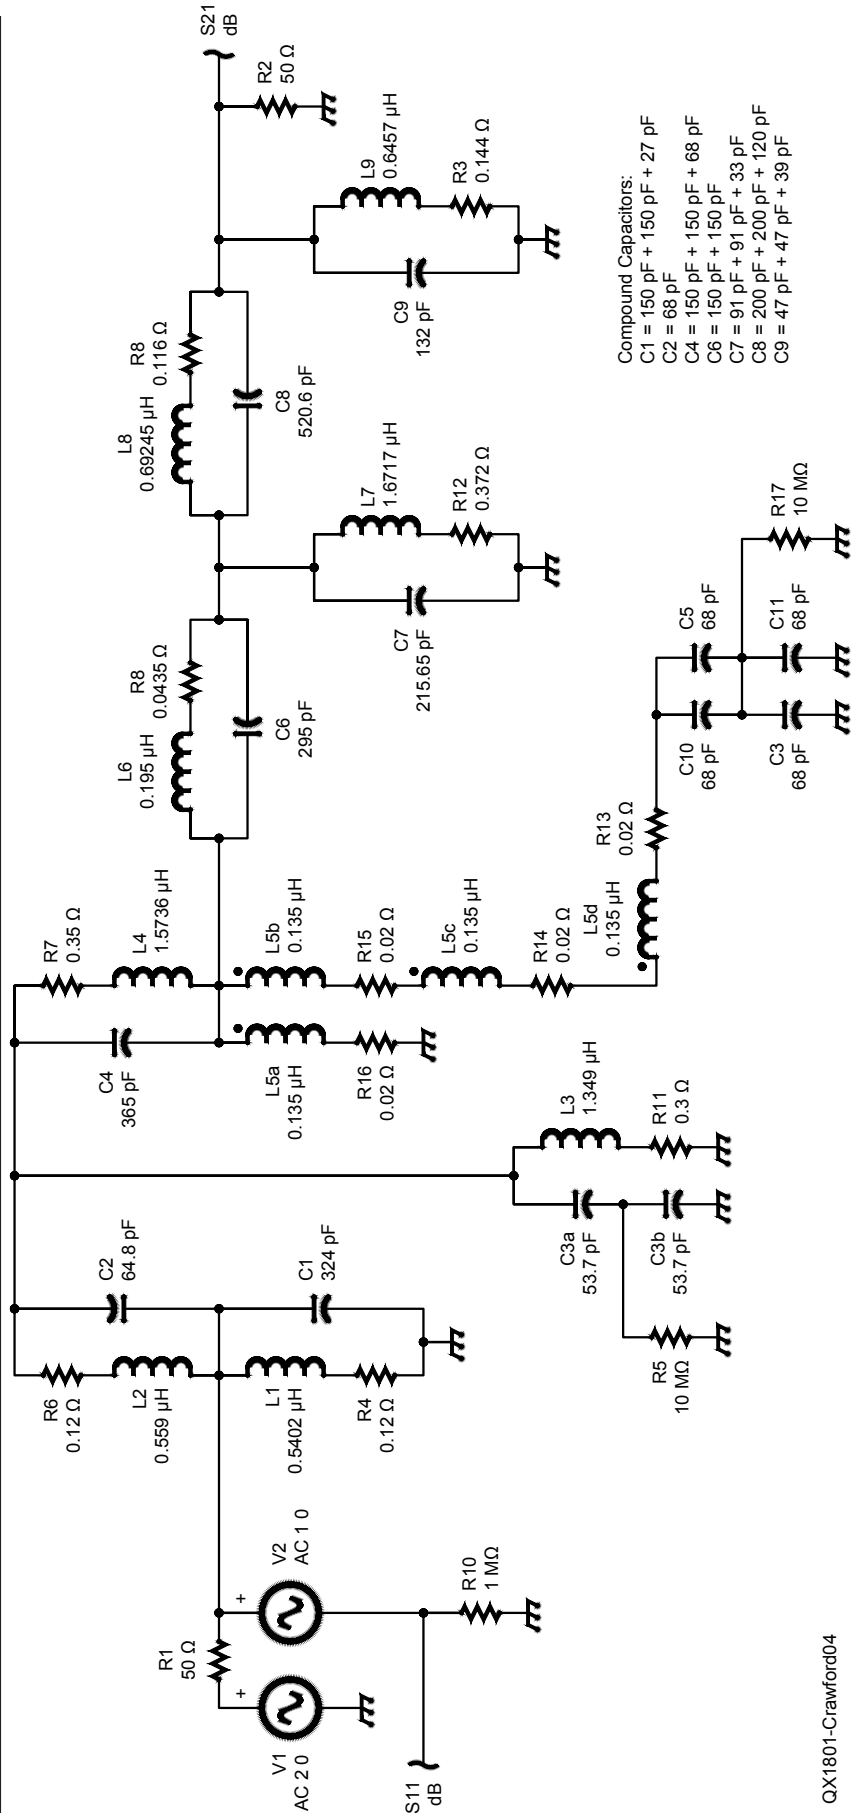 V1
AC 2 0
+
R1
50 Ω
+
V2
AC 1 0
S11
dB
R10
1 MΩ
R6
0.12 Ω
L2
0.559 µH
C2
64.8 pF
L1
0.5402 µH
R4
0.12 Ω
C1
324 pF
R5
10 MΩ
C3a
53.7 pF
C3b
53.7 pF
L3
1.349 µH
R11
0.3 Ω
C4
365 pF
R7
0.35 Ω
L4
1.5736 µH
L5a
0.135 µH
R16
0.02 Ω
L5b
0.135 µH
R15
0.02 Ω
L5c
0.135 µH
R14
0.02 Ω
L5d
0.135 µH
R13
0.02 Ω
C10
68 pF
C5
68 pF
C3
68 pF
C11
68 pF
R17
10 MΩ
L6
0.195 µH
R8
0.0435 Ω
C6
295 pF
C7
215.65 pF
L7
1.6717 µH
R12
0.372 Ω
L8
0.69245 µH
R8
0.116 Ω
C8
520.6 pF
C9
132 pF
L9
0.6457 µH
R3
0.144 Ω
R2
50 Ω
S21
dB
Compound Capacitors:
C1 = 150 pF + 150 pF + 27 pF
C2 = 68 pF
C4 = 150 pF + 150 pF + 68 pF
C6 = 150 pF + 150 pF
C7 = 91 pF + 91 pF + 33 pF
C8 = 200 pF + 200 pF + 120 pF
C9 = 47 pF + 47 pF + 39 pF
QX1801-Crawford04